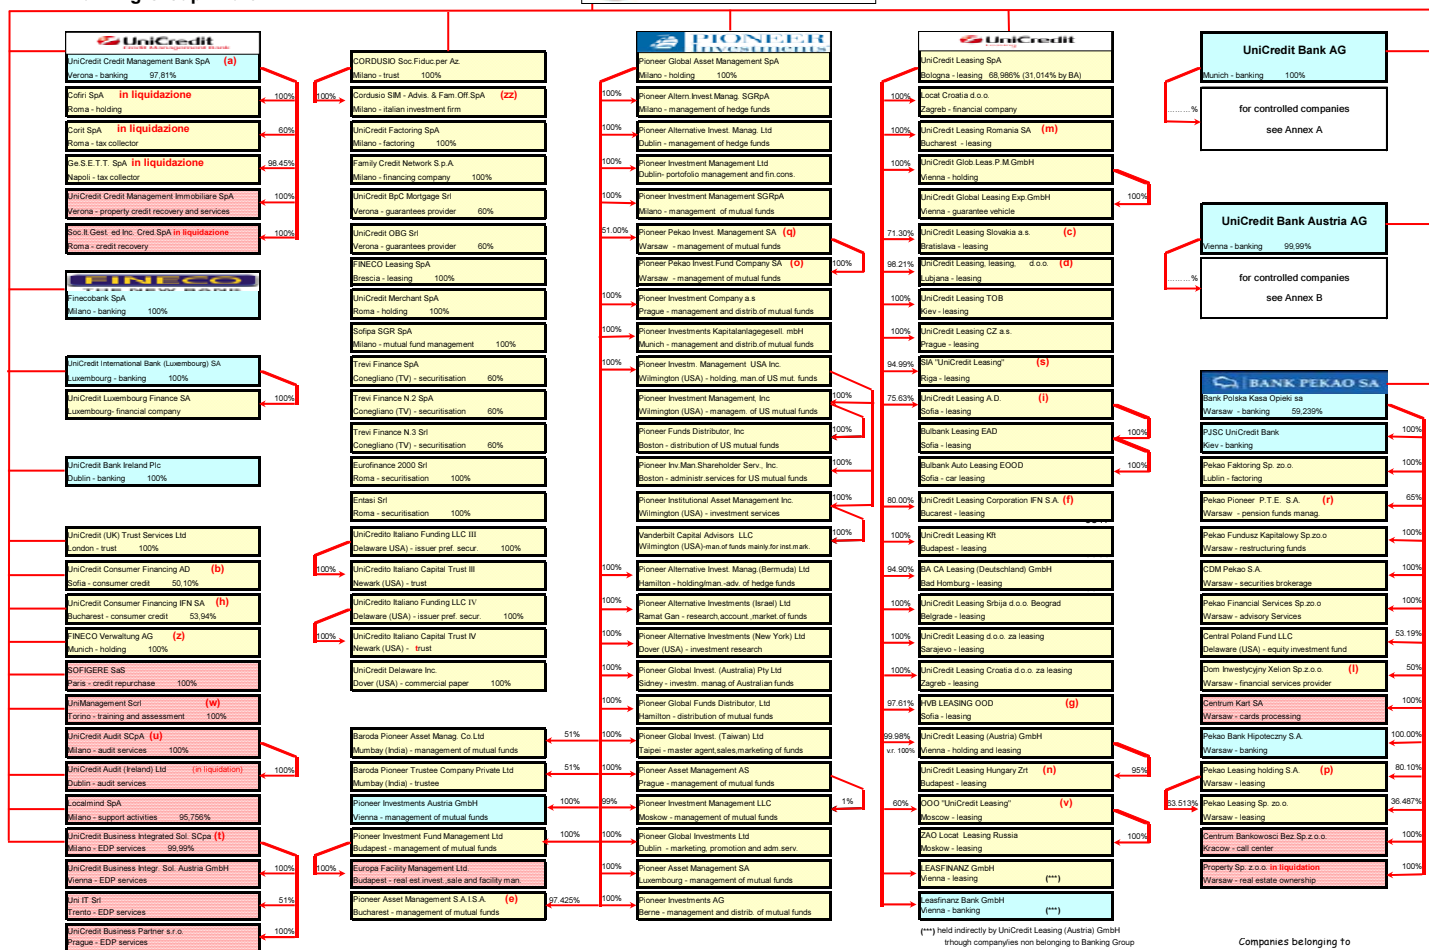 UniCredit
Credit Management Bank
UniCredit Credit Management Bank SpA (a)
Verona - banking 97,81%
Cofiri SpA in liquidazione
Roma - holding
100%
Corit SpA in liquidazione
Roma - tax collector
60%
Ge.S.E.T.T. SpA in liquidazione
Napoli - tax collector
98.45%
UniCredit Credit Management Immobiliare SpA
Verona - property credit recovery and services
100%
Soc.It.Gest. ed Inc. Cred.SpA in liquidazione
Roma - credit recovery
100%
FINECO
THE NEW BANK
Finecobank SpA
Milano - banking 100%
UniCredit International Bank (Luxembourg) SA
Luxembourg - banking 100%
UniCredit Luxembourg Finance SA
Luxembourg- financial company
100%
UniCredit Bank Ireland Plc
Dublin - banking 100%
UniCredit (UK) Trust Services Ltd
London - trust 100%
UniCredit Consumer Financing AD (b)
Sofia - consumer credit 50,10%
UniCredit Consumer Financing IFN SA (h)
Bucharest - consumer credit 53,94%
FINECO Verwaltung AG (z)
Munich - holding 100%
SOFIGERE SaS
Paris - credit repurchase 100%
UniManagement Scrl (w)
Torino - training and assessment 100%
UniCredit Audit SCpA (u)
Milano - audit services 100%
UniCredit Audit (Ireland) Ltd (in liquidation)
Dublin - audit services
100%
Localmind SpA
Milano - support activities 95,756%
UniCredit Business Integrated Sol. SCpa (t)
Milano - EDP services 99,99%
UniCredit Business Integr. Sol. Austria GmbH
Vienna - EDP services
100%
Uni IT Srl
Trento - EDP services
51%
UniCredit Business Partner s.r.o.
Prague - EDP services
100%
CORDUSIO Soc.Fiduc.per Az.
Milano - trust 100%
100%
Cordusio SIM - Advis. & Fam.Off.SpA (zz)
Milano - italian investment firm
UniCredit Factoring SpA
Milano - factoring 100%
Family Credit Network S.p.A.
Milano - financing company 100%
UniCredit BpC Mortgage Srl
Verona - guarantees provider 60%
UniCredit OBG Srl
Verona - guarantees provider 60%
FINECO Leasing SpA
Brescia - leasing 100%
UniCredit Merchant SpA
Roma - holding 100%
Sofipa SGR SpA
Milano - mutual fund management 100%
Trevi Finance SpA
Conegliano (TV) - securitisation 60%
Trevi Finance N.2 SpA
Conegliano (TV) - securitisation 60%
Trevi Finance N.3 Srl
Conegliano (TV) - securitisation 60%
Eurofinance 2000 Srl
Roma - securitisation 100%
Entasi Srl
Roma - securitisation 100%
UniCredito Italiano Funding LLC III
Delaware USA) - issuer pref. secur. 100%
100%
UniCredito Italiano Capital Trust III
Newark (USA) - trust
UniCredito Italiano Funding LLC IV
Delaware (USA) - issuer pref. secur. 100%
100%
UniCredito Italiano Capital Trust IV
Newark (USA) - trust
UniCredit Delaware Inc.
Dover (USA) - commercial paper 100%
Baroda Pioneer Asset Manag. Co.Ltd
Mumbay (India) - management of mutual funds
51%
Baroda Pioneer Trustee Company Private Ltd
Mumbay (India) - trustee
51%
Pioneer Investments Austria GmbH
Vienna - management of mutual funds
100%
Pioneer Investment Fund Management Ltd
Budapest - management of mutual funds
100%
100%
Europa Facility Management Ltd.
Budapest - real est.invest.,sale and facility man.
Pioneer Asset Management S.A.I.S.A. (e)
Bucharest - management of mutual funds
97.425%
PIONEER
Investments
Pioneer Global Asset Management SpA
Milano - holding 100%
100%
Pioneer Altern.Invest.Manag. SGRpA
Milano - management of hedge funds
100%
Pioneer Alternative Invest. Manag. Ltd
Dublin - management of hedge funds
100%
Pioneer Investment Management Ltd
Dublin- portofolio management and fin.cons.
100%
Pioneer Investment Management SGRpA
Milano - management of mutual funds
51.00%
Pioneer Pekao Invest. Management SA (q)
Warsaw - management of mutual funds
Pioneer Pekao Invest.Fund Company SA (o)
Warsaw - management of mutual funds
100%
100%
Pioneer Investment Company a.s
Prague - management and distrib.of mutual funds
100%
Pioneer Investments Kapitalanlagegesell. mbH
Munich - management and distrib.of mutual funds
100%
Pioneer Investm. Management USA Inc.
Wilmington (USA) - holding, man.of US mut. funds
Pioneer Investment Management, Inc
Wilmington (USA) - managem. of US mutual funds
100%
Pioneer Funds Distributor, Inc
Boston - distribution of US mutual funds
100%
Pioneer Inv.Man.Shareholder Serv., Inc.
Boston - administr.services for US mutual funds
100%
Pioneer Institutional Asset Management Inc.
Wilmington (USA) - investment services
100%
Vanderbilt Capital Advisors LLC
Wilmington (USA)-man.of funds mainly.for inst.mark.
100%
100%
Pioneer Alternative Invest. Manag.(Bermuda) Ltd
Hamilton - holding/man.-adv. of hedge funds
100%
Pioneer Alternative Investments (Israel) Ltd
Ramat Gan - research,account.,market.of funds
100%
Pioneer Alternative Investments (New York) Ltd
Dover (USA) - investment research
100%
Pioneer Global Invest. (Australia) Pty Ltd
Sidney - investm. manag.of Australian funds
100%
Pioneer Global Funds Distributor, Ltd
Hamilton - distribution of mutual funds
100%
Pioneer Global Invest. (Taiwan) Ltd
Taipei - master agent,sales,marketing of funds
100%
Pioneer Asset Management AS
Prague - management of mutual funds
99%
Pioneer Investment Management LLC
Moskow - management of mutual funds
1%
100%
Pioneer Global Investments Ltd
Dublin - marketing, promotion and adm.serv.
100%
Pioneer Asset Management SA
Luxembourg - management of mutual funds
100%
Pioneer Investments AG
Berne - management and distrib. of mutual funds
UniCredit
Leasing
UniCredit Leasing SpA
Bologna - leasing 68,986% (31,014% by BA)
100%
Locat Croatia d.o.o.
Zagreb - financial company
100%
UniCredit Leasing Romania SA (m)
Bucharest - leasing
100%
UniCredit Glob.Leas.P.M.GmbH
Vienna - holding
UniCredit Global Leasing Exp.GmbH
Vienna - guarantee vehicle
100%
71.30%
UniCredit Leasing Slovakia a.s. (c)
Bratislava - leasing
98.21%
UniCredit Leasing, leasing, d.o.o. (d)
Lubjana - leasing
100%
UniCredit Leasing TOB
Kiev - leasing
100%
UniCredit Leasing CZ a.s.
Prague - leasing
94.99%
SIA "UniCredit Leasing" (s)
Riga - leasing
75.63%
UniCredit Leasing A.D. (i)
Sofia - leasing
Bulbank Leasing EAD
Sofia - leasing
100%
Bulbank Auto Leasing EOOD
Sofia - car leasing
100%
80.00%
UniCredit Leasing Corporation IFN S.A. (f)
Bucarest - leasing
100%
UniCredit Leasing Kft
Budapest - leasing
94.90%
BA CA Leasing (Deutschland) GmbH
Bad Homburg - leasing
100%
UniCredit Leasing Srbija d.o.o. Beograd
Belgrade - leasing
100%
UniCredit Leasing d.o.o. za leasing
Sarajevo - leasing
100%
UniCredit Leasing Croatia d.o.o. za leasing
Zagreb - leasing
97.61%
HVB LEASING OOD (g)
Sofia - leasing
99.98%
v.r. 100%
UniCredit Leasing (Austria) GmbH
Vienna - holding and leasing
UniCredit Leasing Hungary Zrt (n)
Budapest - leasing
95%
60%
OOO "UniCredit Leasing" (v)
Moscow - leasing
ZAO Locat Leasing Russia
Moskow - leasing
100%
LEASFINANZ GmbH
Vienna - leasing (***)
Leasfinanz Bank GmbH
Vienna - banking (***)
(***) held indirectly by UniCredit Leasing (Austria) GmbH
trhough company/ies non belonging to Banking Group
UniCredit Bank AG
Munich - banking 100%
.........%
for controlled companies
see Annex A
UniCredit Bank Austria AG
Vienna - banking 99,99%
.........%
for controlled companies
see Annex B
BANK PEKAO SA
Bank Polska Kasa Opieki sa
Warsaw - banking 59,239%
PJSC UniCredit Bank
Kiev - banking
100%
Pekao Faktoring Sp. zo.o.
Lublin - factoring
100%
Pekao Pioneer P.T.E. S.A. (r)
Warsaw - pension funds manag.
65%
Pekao Fundusz Kapitalowy Sp.zo.o
Warsaw - restructuring funds
100%
CDM Pekao S.A.
Warsaw - securities brokerage
100%
Pekao Financial Services Sp.zo.o
Warsaw - advisory Services
100%
Central Poland Fund LLC
Delaware (USA) - equity investment fund
53.19%
Dom Inwestycyjny Xelion Sp.z.o.o. (l)
Warsaw - financial services provider
50%
Centrum Kart SA
Warsaw - cards processing
100%
Pekao Bank Hipoteczny S.A.
Warsaw - banking
100.00%
Pekao Leasing holding S.A. (p)
Warsaw - leasing
80.10%
63.513%
Pekao Leasing Sp. zo.o.
Warsaw - leasing
36.487%
Centrum Bankowosci Bez.Sp.z.o.o.
Kracow - call center
100%
Property Sp. z.o.o. in liquidation
Warsaw - real estate ownership
100%
Companies belonging to